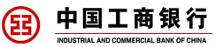 中国工商银行
INDUSTRIAL AND COMMERCIAL BANK OF CHINA